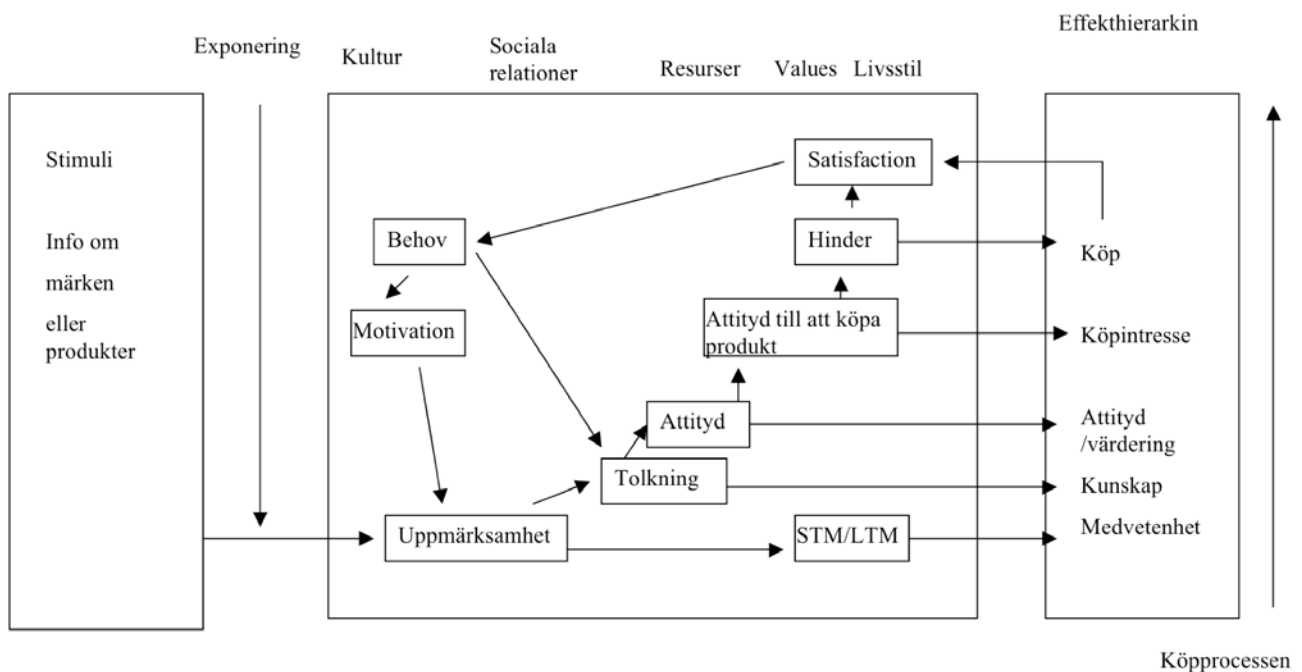 Effekthierarkin
Exponering
Kultur
Sociala
relationer
Resurser
Values
Livsstil
Stimuli
Info om
märken
eller
produkter
Satisfaction
Behov
Hinder
Motivation
Attityd till att köpa
produkt
Attityd
Tolkning
Uppmärksamhet
STM/LTM
Köp
Köpintresse
Attityd
/värdering
Kunskap
Medvetenhet
Köpprocessen